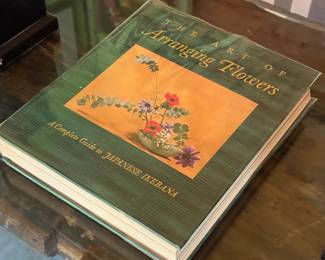 THE ART OF
Arranging Flowers
A Complete Guide to JAPANESE IKEBANA